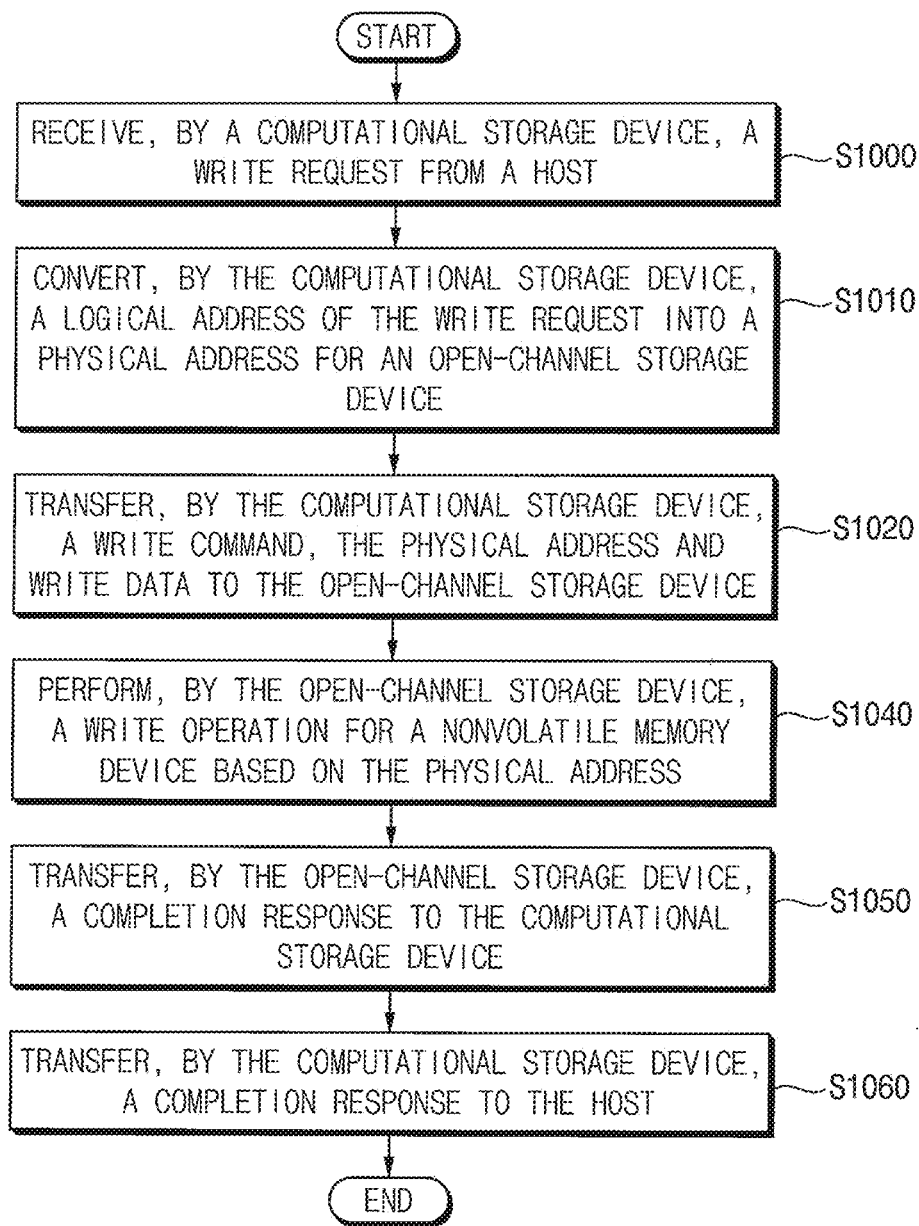 START
RECEIVE, BY A COMPUTATIONAL STORAGE DEVICE, A
WRITE REQUEST FROM A HOST
S1000
CONVERT, BY THE COMPUTATIONAL STORAGE DEVICE,
A LOGICAL ADDRESS OF THE WRITE REQUEST INTO A
PHYSICAL ADDRESS FOR AN OPEN-CHANNEL STORAGE
DEVICE
S1010
TRANSFER, BY THE COMPUTATIONAL STORAGE DEVICE,
A WRITE COMMAND, THE PHYSICAL ADDRESS AND
WRITE DATA TO THE OPEN-CHANNEL STORAGE DEVICE
S1020
PERFORM, BY THE OPEN-CHANNEL STORAGE DEVICE,
A WRITE OPERATION FOR A NONVOLATILE MEMORY
DEVICE BASED ON THE PHYSICAL ADDRESS
S1040
TRANSFER, BY THE OPEN-CHANNEL STORAGE DEVICE,
A COMPLETION RESPONSE TO THE COMPUTATIONAL
STORAGE DEVICE
S1050
TRANSFER, BY THE COMPUTATIONAL STORAGE DEVICE,
A COMPLETION RESPONSE TO THE HOST
S1060
END